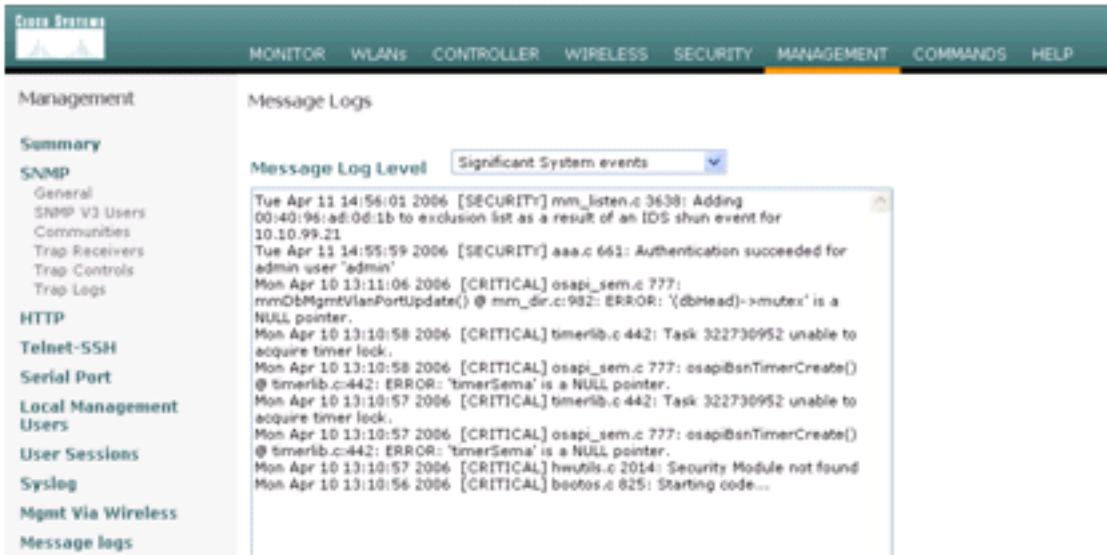 CISCO SYSTEMS
MONITOR WLANs CONTROLLER WIRELESS SECURITY MANAGEMENT COMMANDS HELP
Management
Summary
SNMP
General
SNMP V3 Users
Communities
Trap Receivers
Trap Controls
Trap Logs
HTTP
Telnet-SSH
Serial Port
Local Management
Users
User Sessions
Syslog
Mgmt Via Wireless
Message logs
Message Logs
Message Log Level Significant System events
Tue Apr 11 14:56:01 2006 [SECURITY] mm_listen.c 3638: Adding
00:40:96:ad:0d:1b to exclusion list as a result of an IDS shun event for
10.10.99.21
Tue Apr 11 14:55:59 2006 [SECURITY] aaa.c 661: Authentication succeeded for
admin user 'admin'
Mon Apr 10 13:11:06 2006 [CRITICAL] osapi_sem.c 777:
mmDbMgmtVlanPortUpdate() @ mm_dir.c:982: ERROR: '(dbHead)->mutex' is a
NULL pointer.
Mon Apr 10 13:10:58 2006 [CRITICAL] timerlib.c 442: Task 322730952 unable to
acquire timer lock.
Mon Apr 10 13:10:58 2006 [CRITICAL] osapi_sem.c 777: osapiBsnTimerCreate()
@ timerlib.c:442: ERROR: 'timerSema' is a NULL pointer.
Mon Apr 10 13:10:57 2006 [CRITICAL] timerlib.c 442: Task 322730952 unable to
acquire timer lock.
Mon Apr 10 13:10:57 2006 [CRITICAL] osapi_sem.c 777: osapiBsnTimerCreate()
@ timerlib.c:442: ERROR: 'timerSema' is a NULL pointer.
Mon Apr 10 13:10:57 2006 [CRITICAL] hwutils.c 2014: Security Module not found
Mon Apr 10 13:10:56 2006 [CRITICAL] bootos.c 825: Starting code...